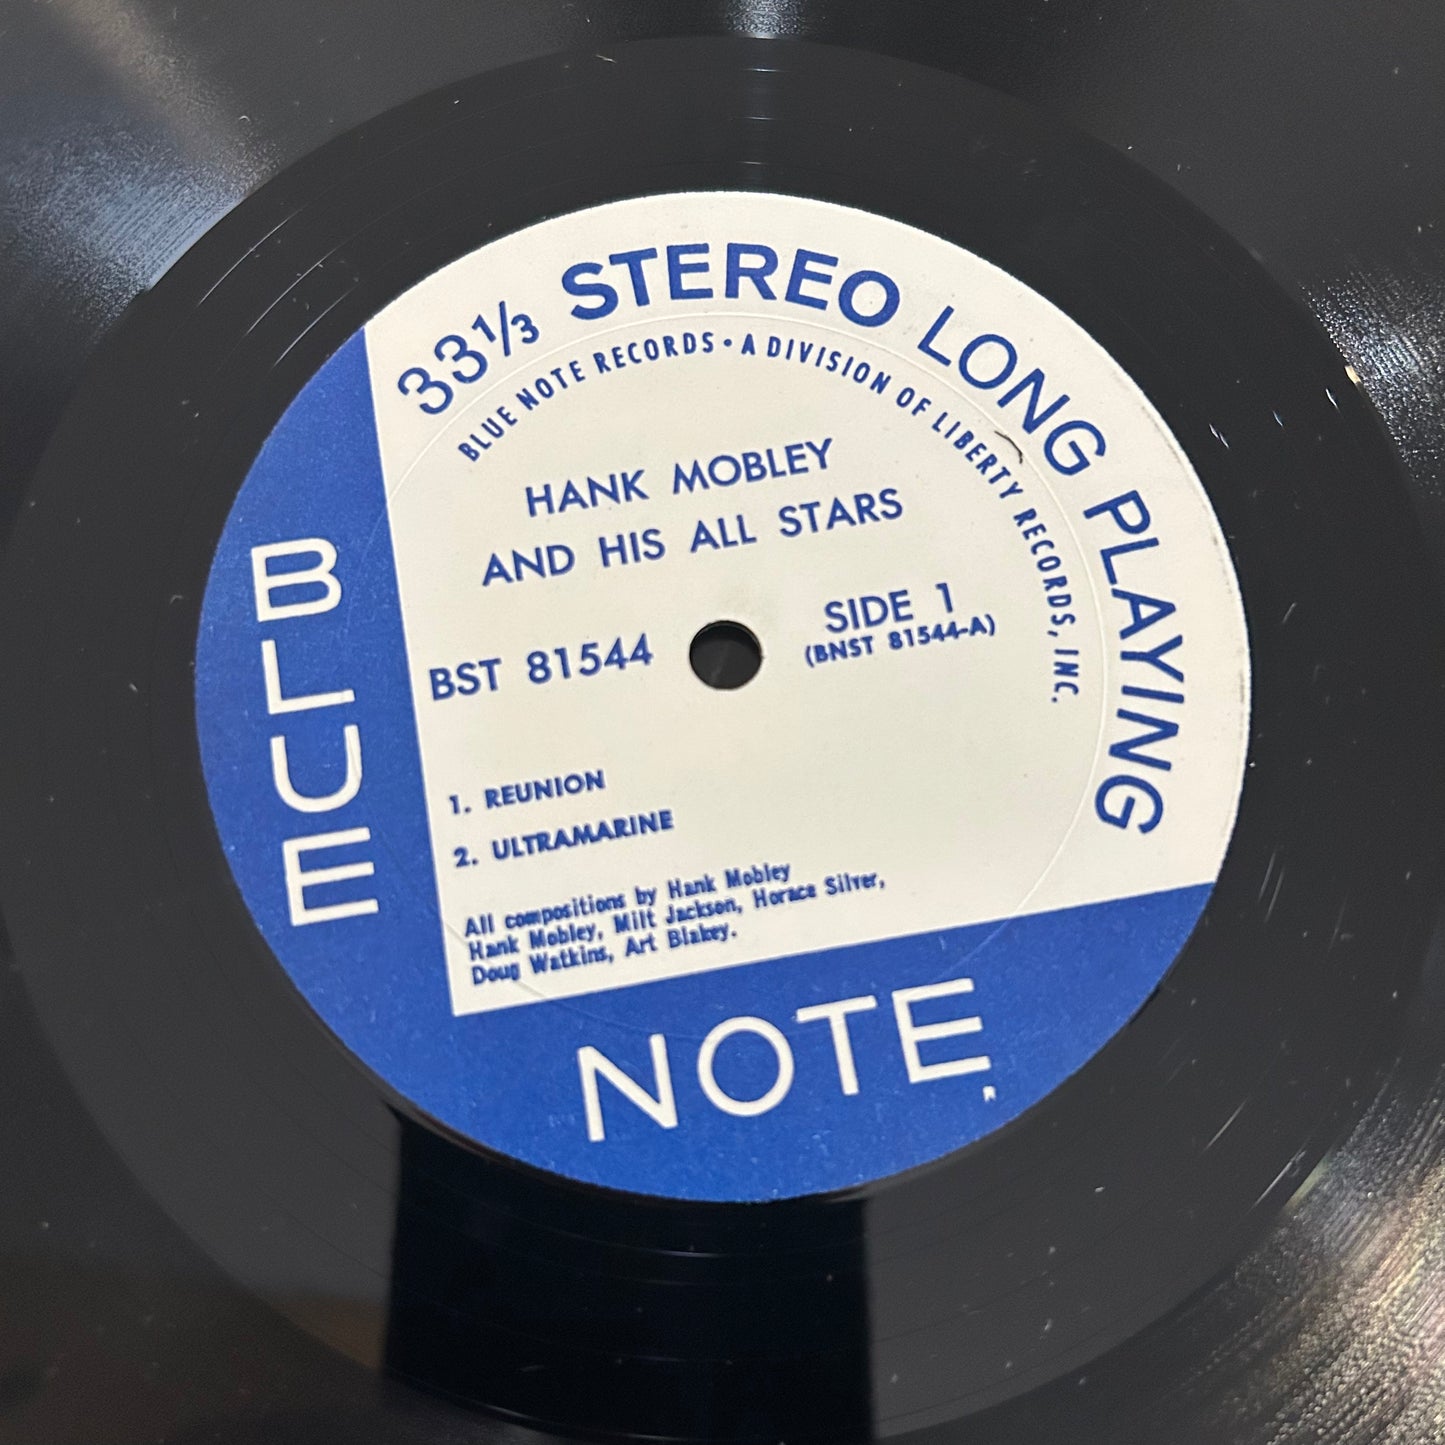 33⅓ STEREO LONG PLAYING
BLUE NOTE RECORDS • A DIVISION OF LIBERTY RECORDS, INC.
HANK MOBLEY
AND HIS ALL STARS
BST 81544
SIDE 1
(BNST 81544-A)
1. REUNION
2. ULTRAMARINE
All compositions by Hank Mobley
Hank Mobley, Milt Jackson, Horace Silver,
Doug Watkins, Art Blakey.
BLUE
NOTE
R